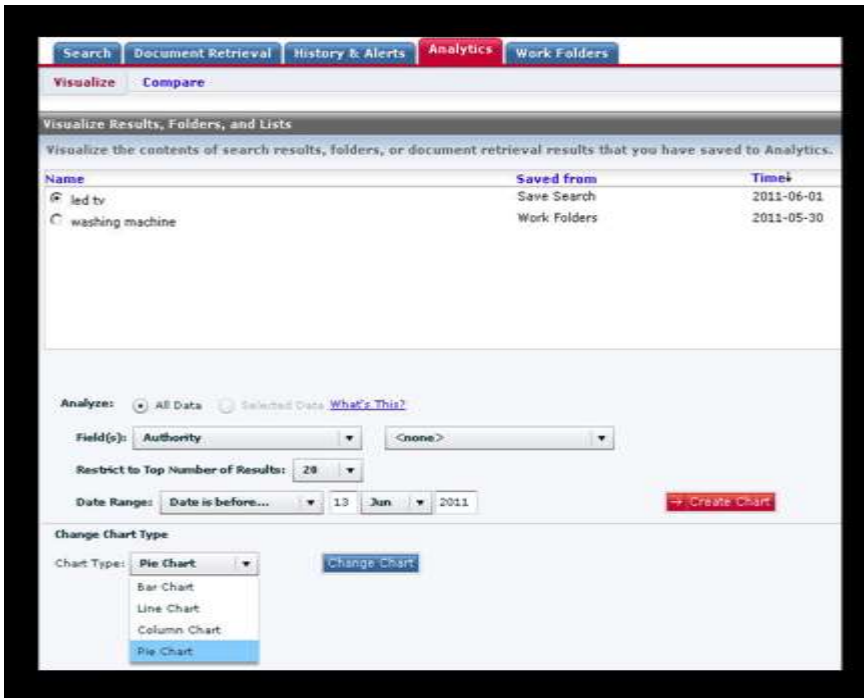 Search Document Retrieval History & Alerts Analytics Work Folders
Visualize Compare
Visualize Results, Folders, and Lists
Visualize the contents of search results, folders, or document retrieval results that you have saved to Analytics.
Name Saved from Time
led tv Save Search 2011-06-01
washing machine Work Folders 2011-05-30
Analyze: All Data Selected Data What's This?
Field(s): Authority <none>
Restrict to Top Number of Results: 20
Date Range: Date is before... 13 Jun 2011 → Create Chart
Change Chart Type
Chart Type: Pie Chart Change Chart
Bar Chart
Line Chart
Column Chart
Pie Chart